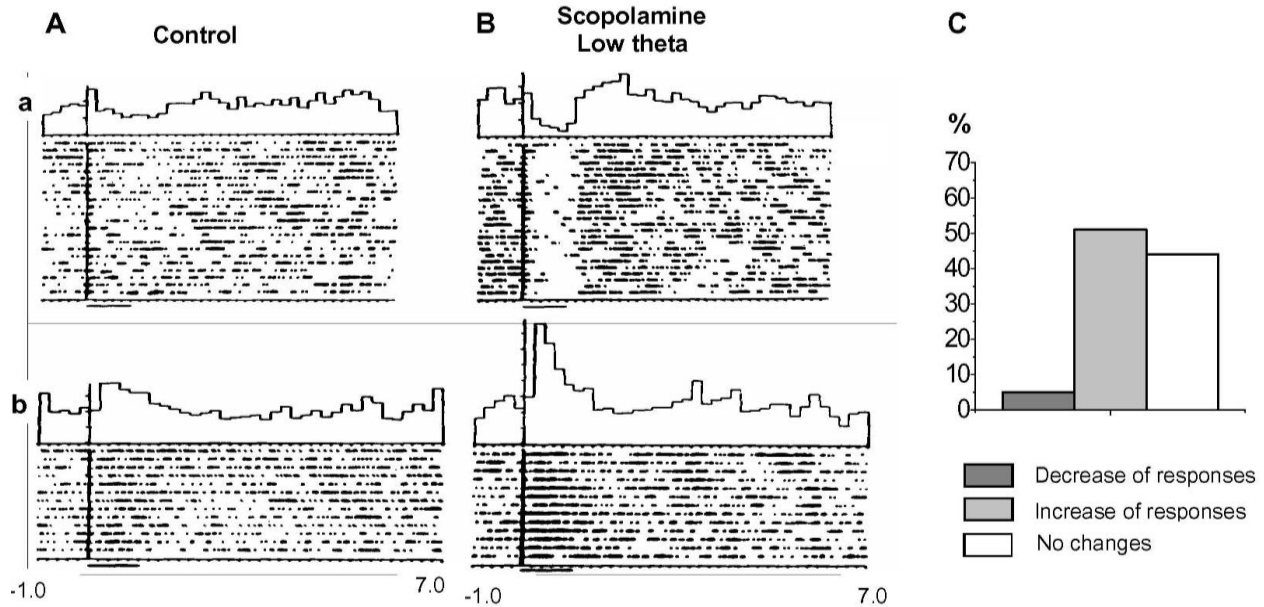 A
Control
B
Scopolamine
Low theta
C
a
b
-1.0
7.0
-1.0
7.0
%
70
60
50
40
30
20
10
0
Decrease of responses
Increase of responses
No changes